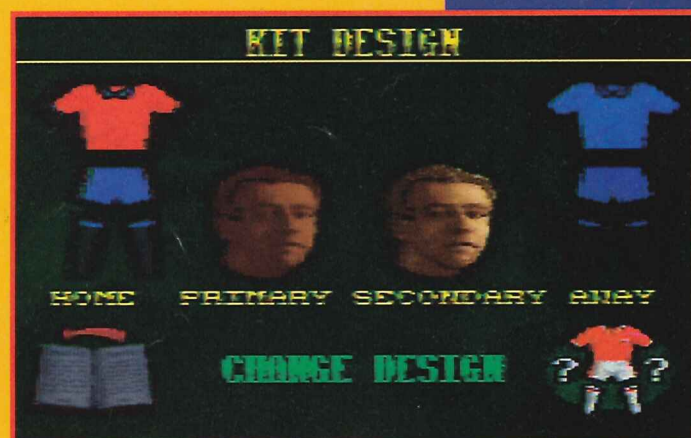 KIT DESIGN
HOME PRIMARY SECONDARY AWAY
CHANGE DESIGN
? ?